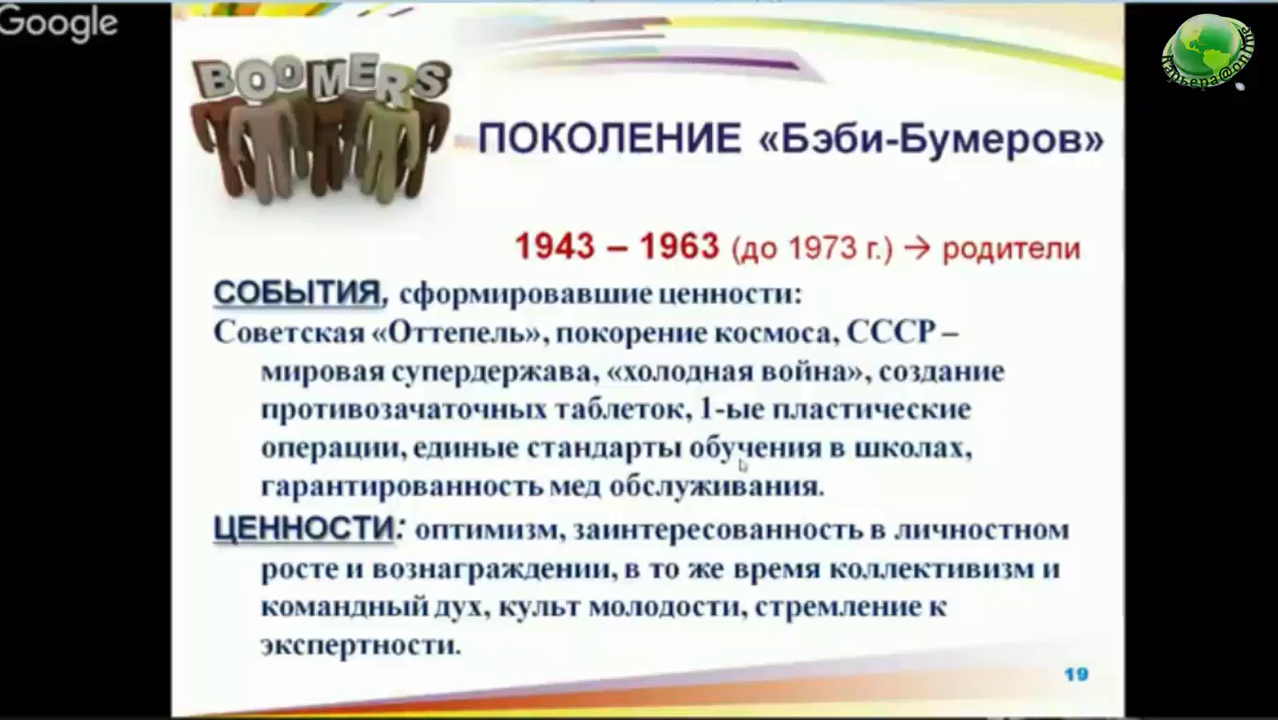 Google
карьера@online
BOOMERS
ПОКОЛЕНИЕ «Бэби-Бумеров»
1943 – 1963 (до 1973 г.) → родители
СОБЫТИЯ, сформировавшие ценности:
Советская «Оттепель», покорение космоса, СССР –
мировая супердержава, «холодная война», создание
противозачаточных таблеток, 1-ые пластические
операции, единые стандарты обучения в школах,
гарантированность мед обслуживания.
ЦЕННОСТИ: оптимизм, заинтересованность в личностном
росте и вознаграждении, в то же время коллективизм и
командный дух, культ молодости, стремление к
экспертности.
19